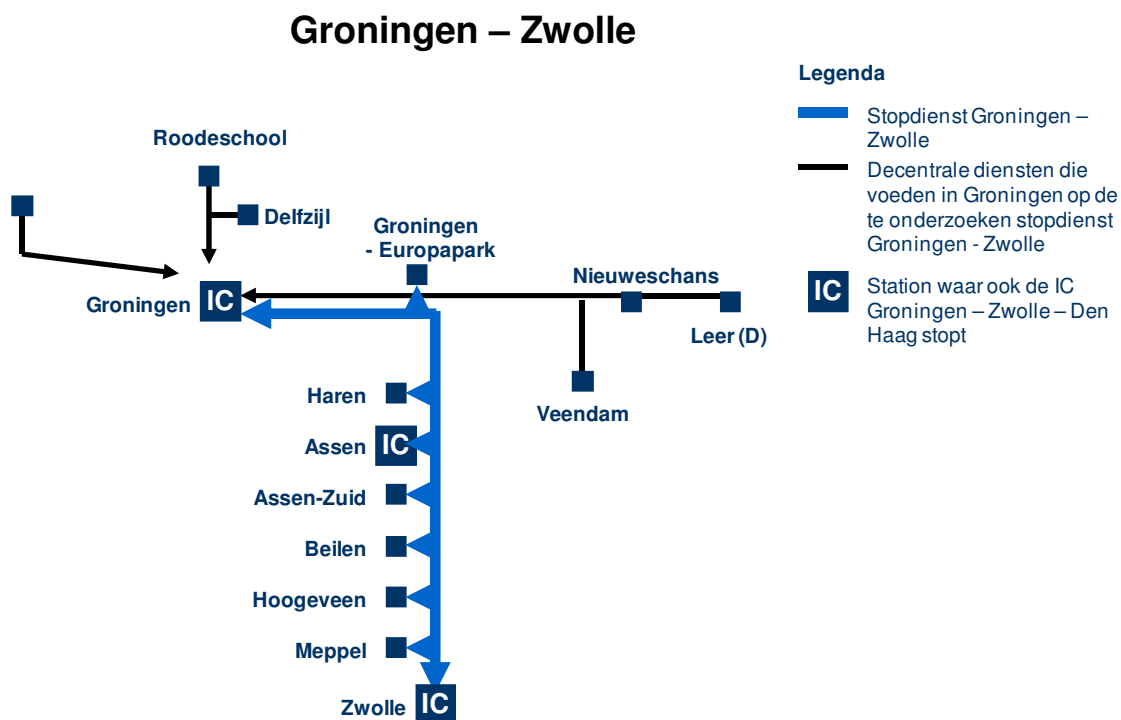 Groningen – Zwolle
Legenda
Stopdienst Groningen –
Zwolle
Decentrale diensten die
voeden in Groningen op de
te onderzoeken stopdienst
Groningen - Zwolle
IC
Station waar ook de IC
Groningen – Zwolle – Den
Haag stopt
Roodeschool
Delfzijl
Groningen
- Europapark
Nieuweschans
Groningen
IC
Leer (D)
Veendam
Haren
Assen
IC
Assen-Zuid
Beilen
Hoogeveen
Meppel
Zwolle
IC